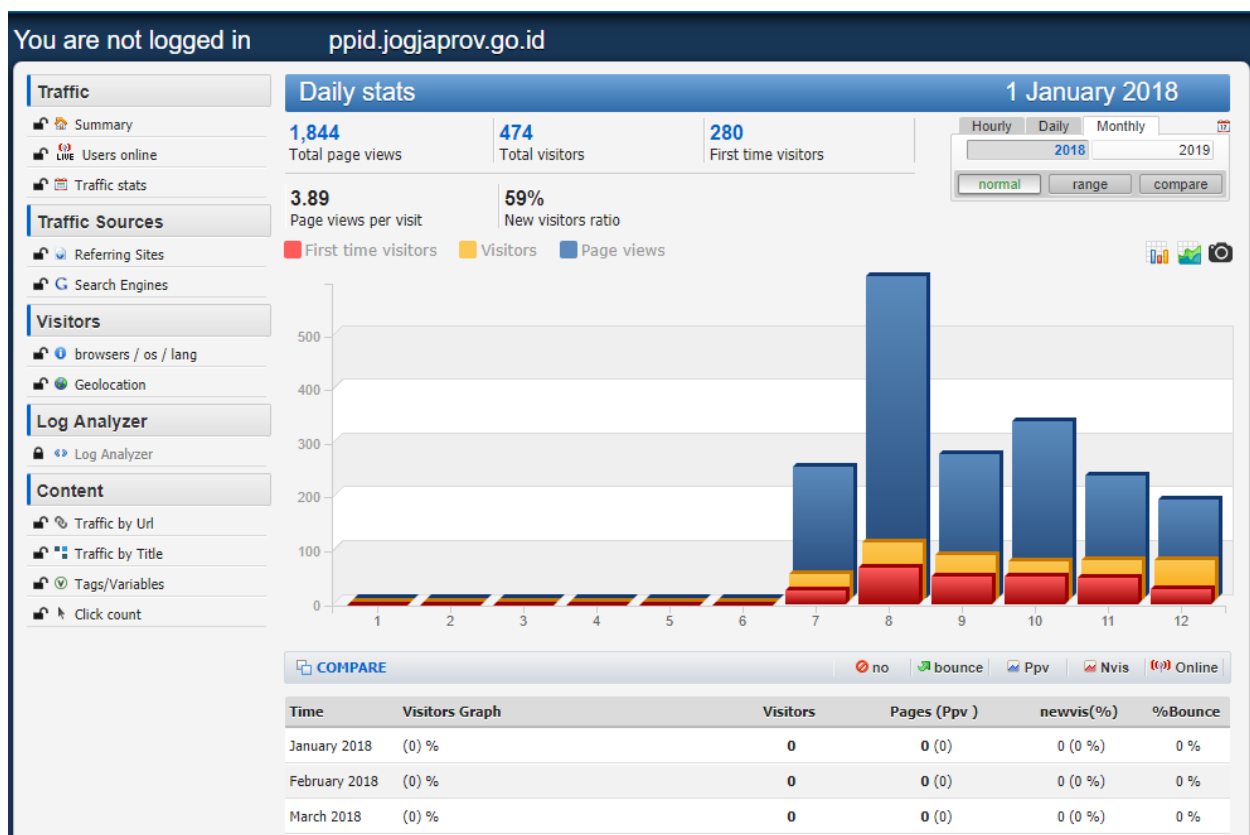 You are not logged in ppid.jogjaprov.go.id
Traffic
Summary
LIVE Users online
Traffic stats
Traffic Sources
Referring Sites
G Search Engines
Visitors
browsers / os / lang
Geolocation
Log Analyzer
Log Analyzer
Content
Traffic by Url
Traffic by Title
Tags/Variables
Click count
Daily stats 1 January 2018
1,844 474 280
Total page views Total visitors First time visitors
3.89 59%
Page views per visit New visitors ratio
Hourly Daily Monthly 17
2018 2019
normal range compare
First time visitors Visitors Page views
500
400
300
200
100
0
1 2 3 4 5 6 7 8 9 10 11 12
COMPARE no bounce Ppv Nvis Online
Time Visitors Graph Visitors Pages (Ppv ) newvis(%) %Bounce
January 2018 (0) % 0 0 (0) 0 (0 %) 0 %
February 2018 (0) % 0 0 (0) 0 (0 %) 0 %
March 2018 (0) % 0 0 (0) 0 (0 %) 0 %